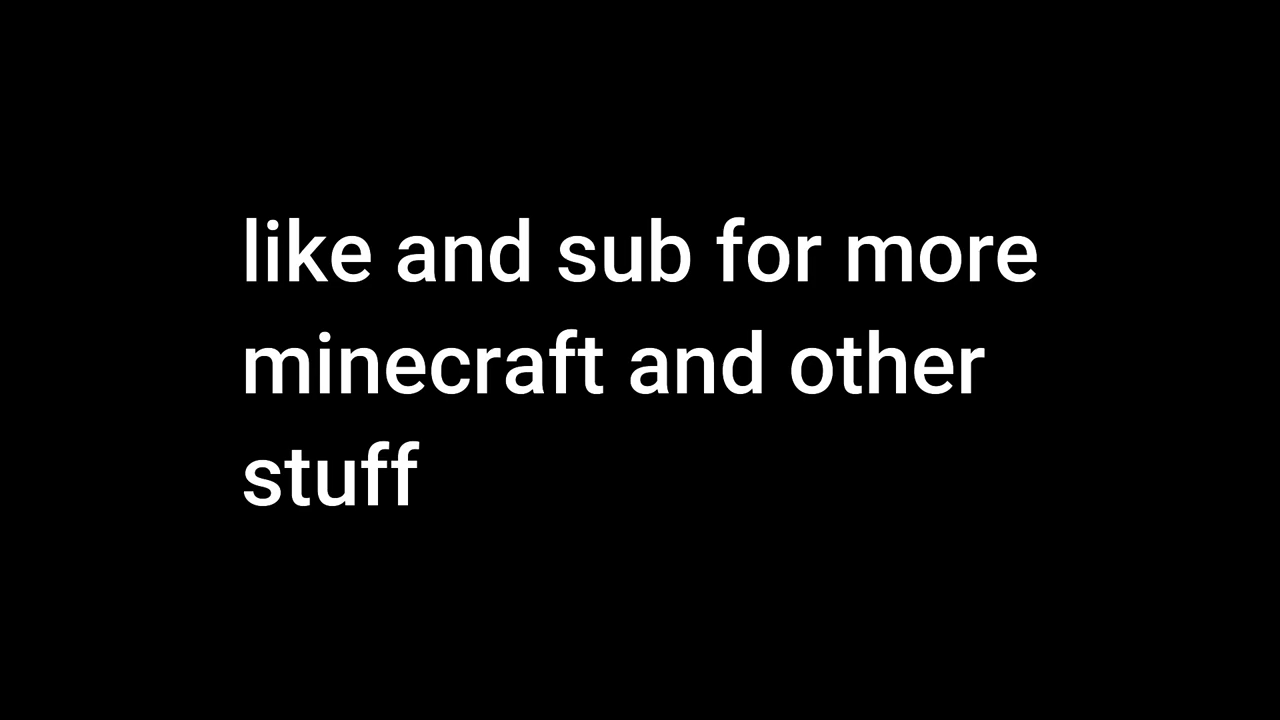 like and sub for more
minecraft and other
stuff